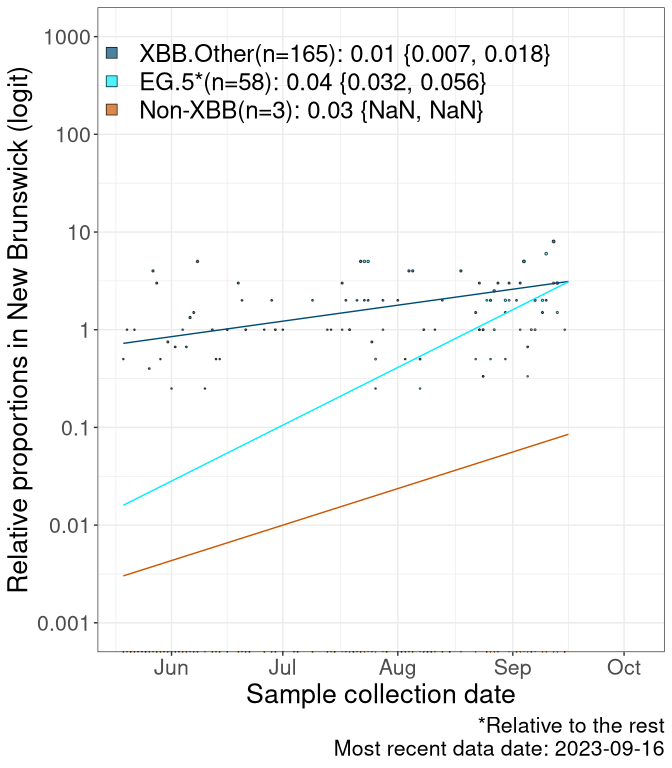 Relative proportions in New Brunswick (logit)
1000
100
10
1
0.1
0.01
0.001
XBB.Other(n=165): 0.01 {0.007, 0.018}
EG.5*(n=58): 0.04 {0.032, 0.056}
Non-XBB(n=3): 0.03 {NaN, NaN}
Jun Jul Aug Sep Oct
Sample collection date
*Relative to the rest
Most recent data date: 2023-09-16